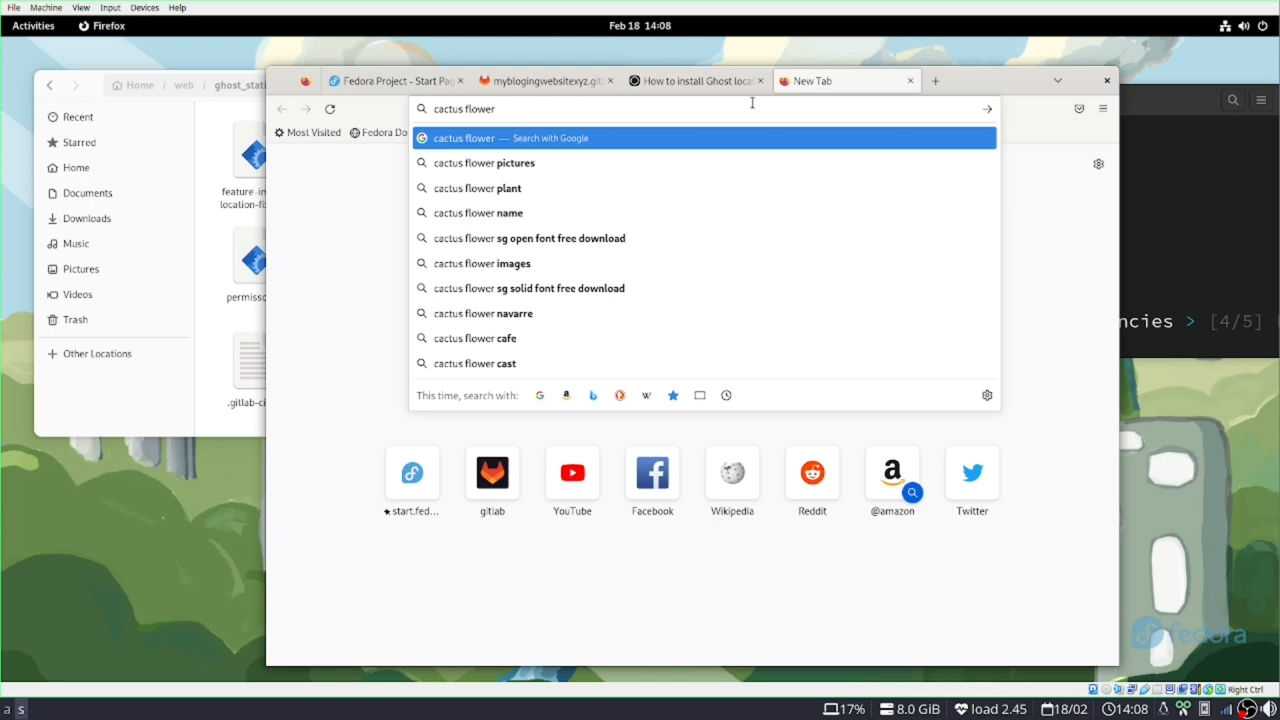 File Machine View Input Devices Help
Activities Firefox Feb 18 14:08
Home web ghost_stati
Recent
Starred
Home
Documents
Downloads
Music
Pictures
Videos
Trash
Other Locations
feature-in
location-fi
permisso
.gitlab-ci
Fedora Project - Start Pag
myblogingwebsitexyz.git
How to install Ghost loca
New Tab
cactus flower
Most Visited Fedora Do
cactus flower — Search with Google
cactus flower pictures
cactus flower plant
cactus flower name
cactus flower sg open font free download
cactus flower images
cactus flower sg solid font free download
cactus flower navarre
cactus flower cafe
cactus flower cast
This time, search with:
start.fed... gitlab YouTube Facebook Wikipedia Reddit @amazon Twitter
ncies > [4/5]
fedora
Right Ctrl
a s 17% 8.0 GiB load 2.45 18/02 14:08